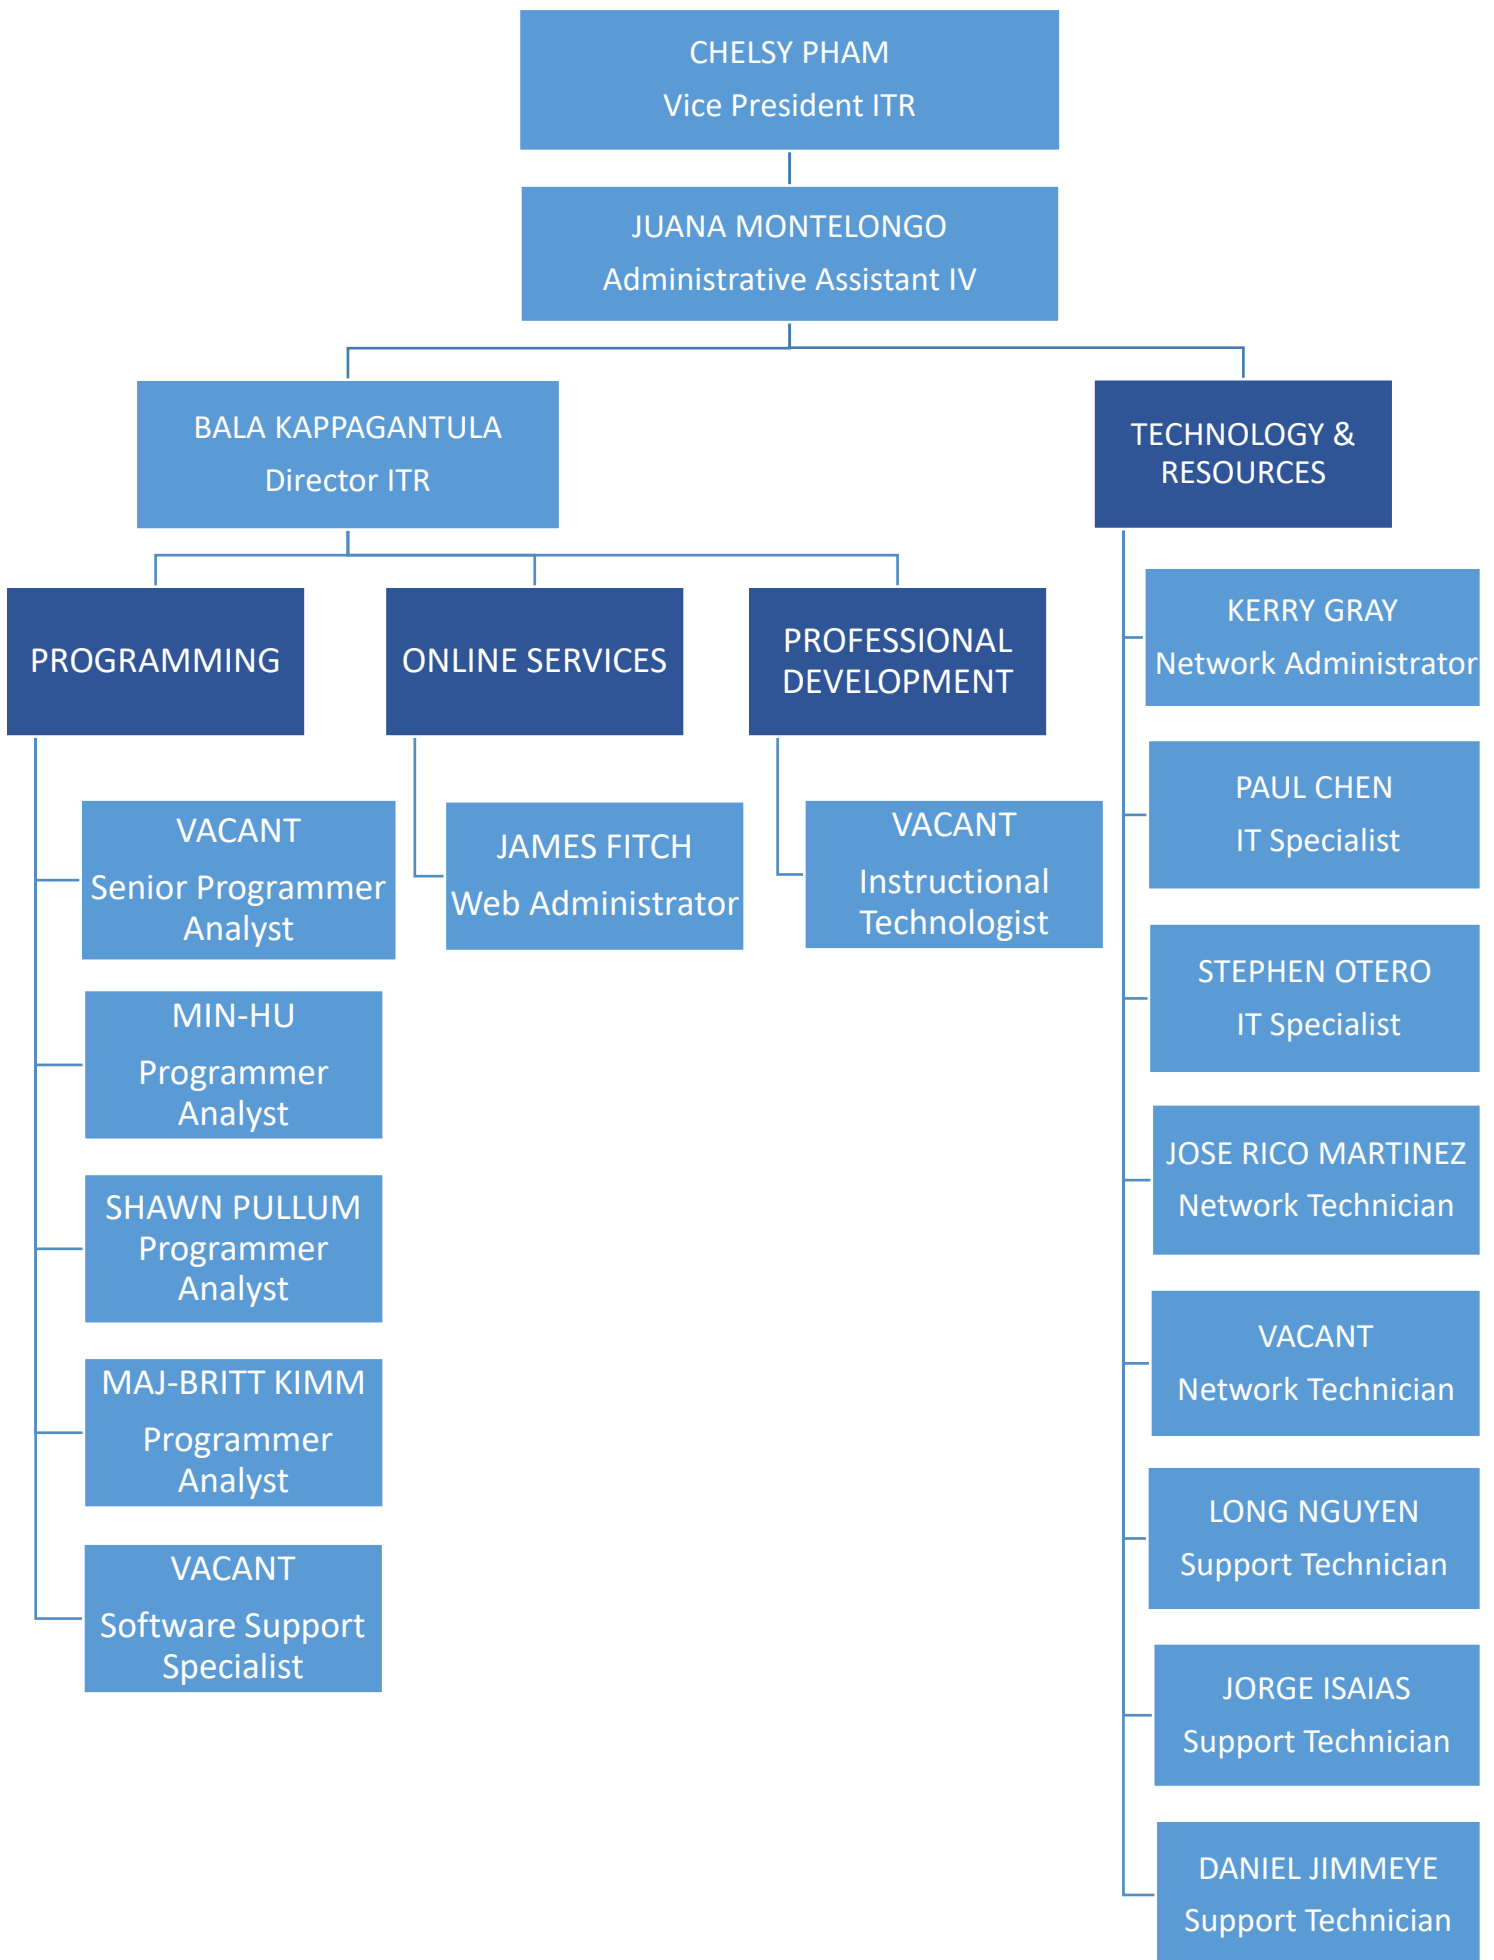 CHELSY PHAM
Vice President ITR
JUANA MONTELONGO
Administrative Assistant IV
BALA KAPPAGANTULA
Director ITR
TECHNOLOGY &
RESOURCES
PROGRAMMING
ONLINE SERVICES
PROFESSIONAL
DEVELOPMENT
VACANT
Senior Programmer
Analyst
MIN-HU
Programmer
Analyst
SHAWN PULLUM
Programmer
Analyst
MAJ-BRITT KIMM
Programmer
Analyst
VACANT
Software Support
Specialist
JAMES FITCH
Web Administrator
VACANT
Instructional
Technologist
KERRY GRAY
Network Administrator
PAUL CHEN
IT Specialist
STEPHEN OTERO
IT Specialist
JOSE RICO MARTINEZ
Network Technician
VACANT
Network Technician
LONG NGUYEN
Support Technician
JORGE ISAIAS
Support Technician
DANIEL JIMMEYE
Support Technician